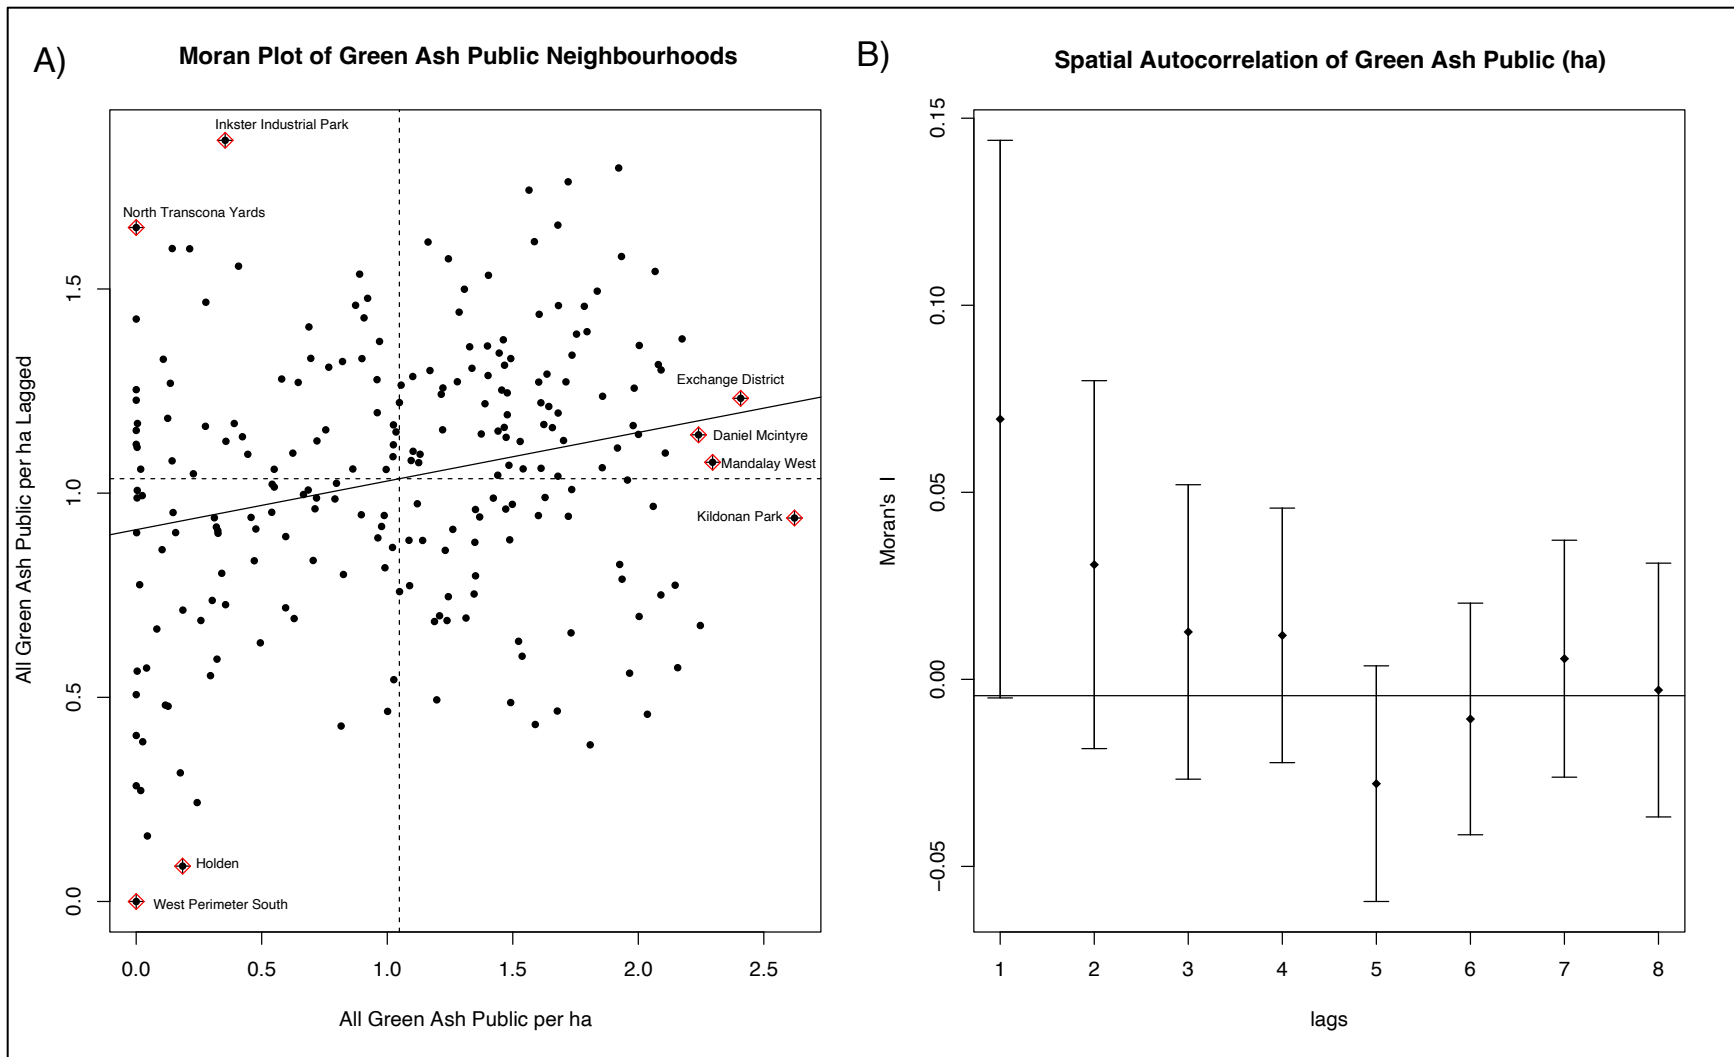 A)
Moran Plot of Green Ash Public Neighbourhoods
Inkster Industrial Park
North Transcona Yards
Exchange District
Daniel Mcintyre
Mandalay West
Kildonan Park
Holden
West Perimeter South
1.5
1.0
0.5
0.0
All Green Ash Public per ha Lagged
0.0 0.5 1.0 1.5 2.0 2.5
All Green Ash Public per ha
B)
Spatial Autocorrelation of Green Ash Public (ha)
0.15
0.10
0.05
0.00
−0.05
Moran's I
1 2 3 4 5 6 7 8
lags